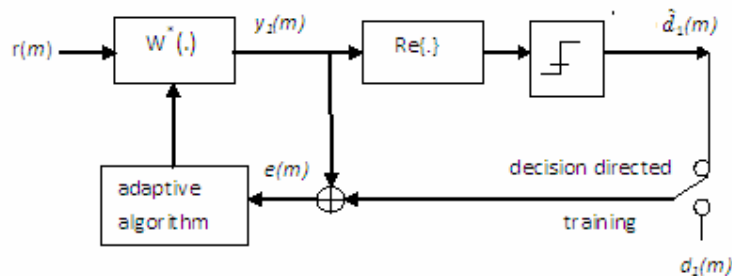 r(m)
W*(.)
y₁(m)
Re{.}
d̂₁(m)
e(m)
adaptive
algorithm
decision directed
training
d₁(m)